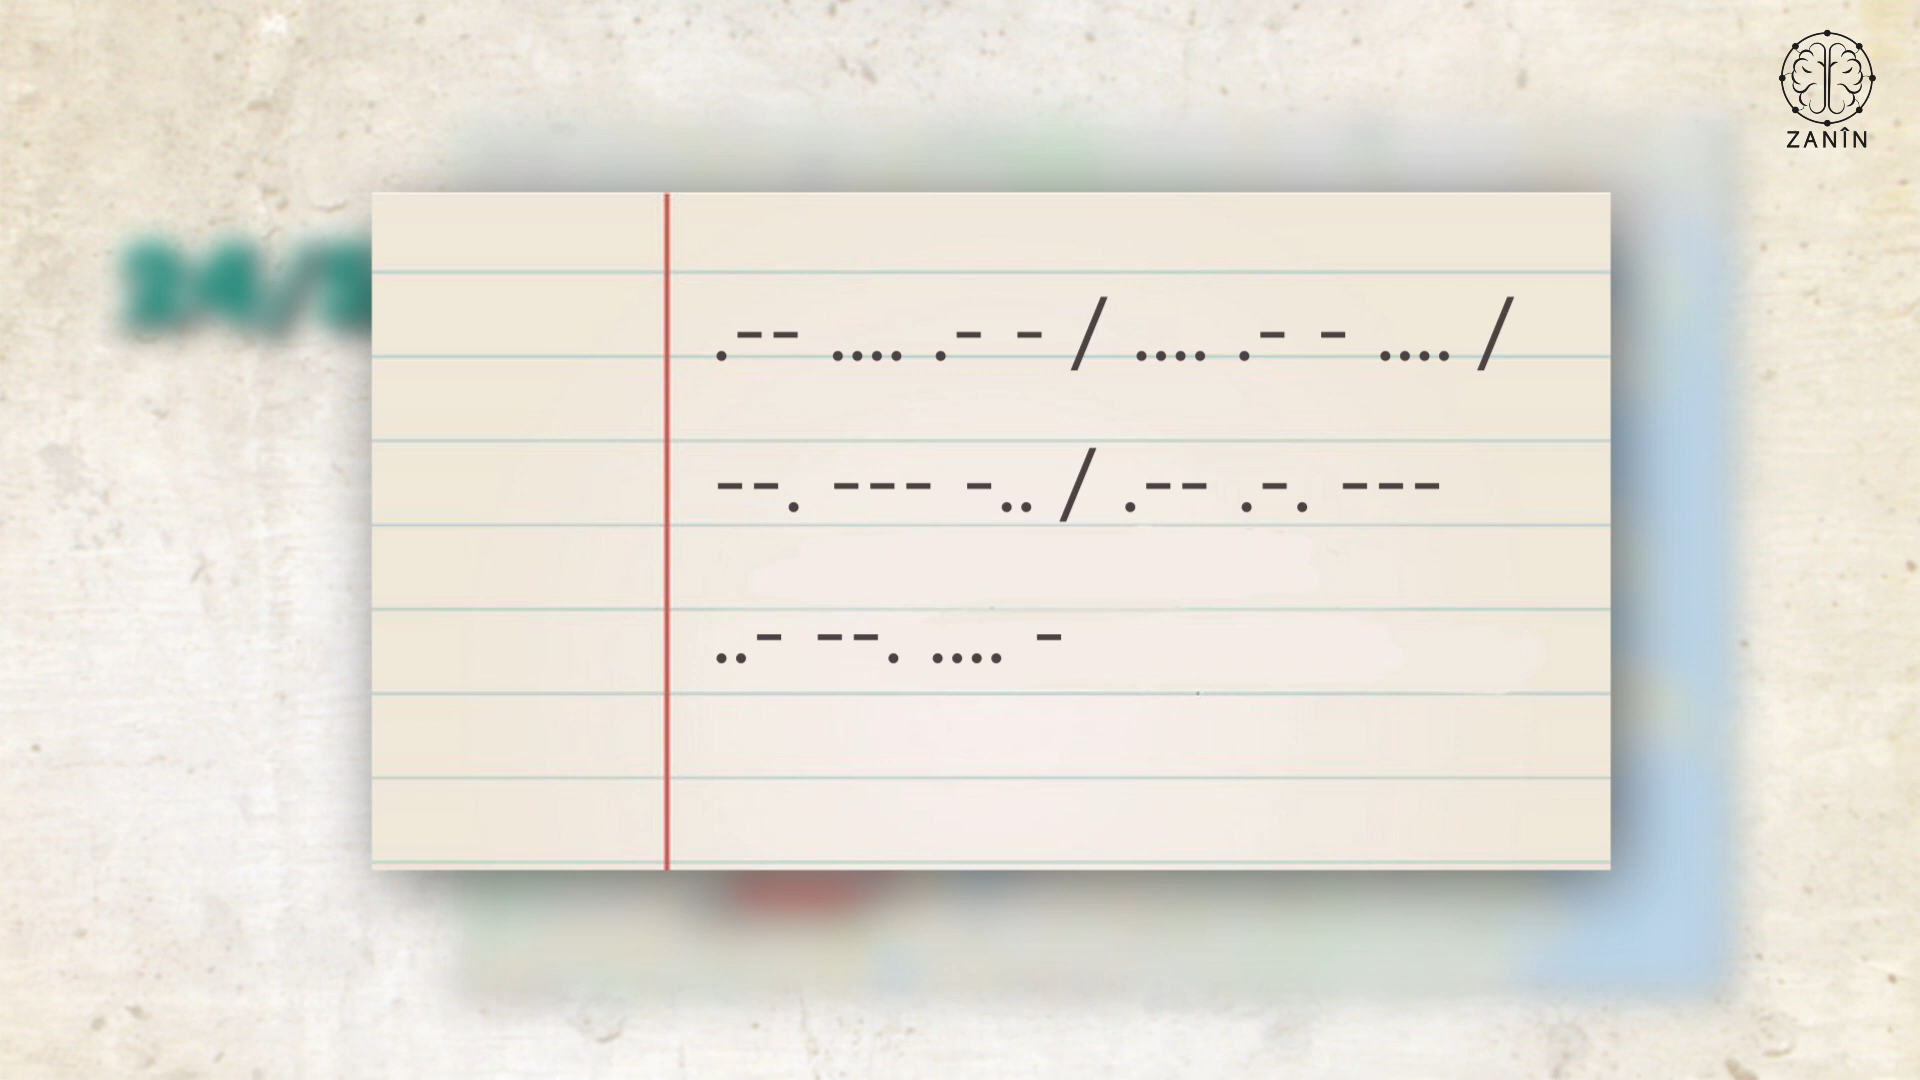 ZANÎN
.-- .... .- - / .... .- - .... /
--. --- -.. / .-- .-. --- 
..- --. .... -